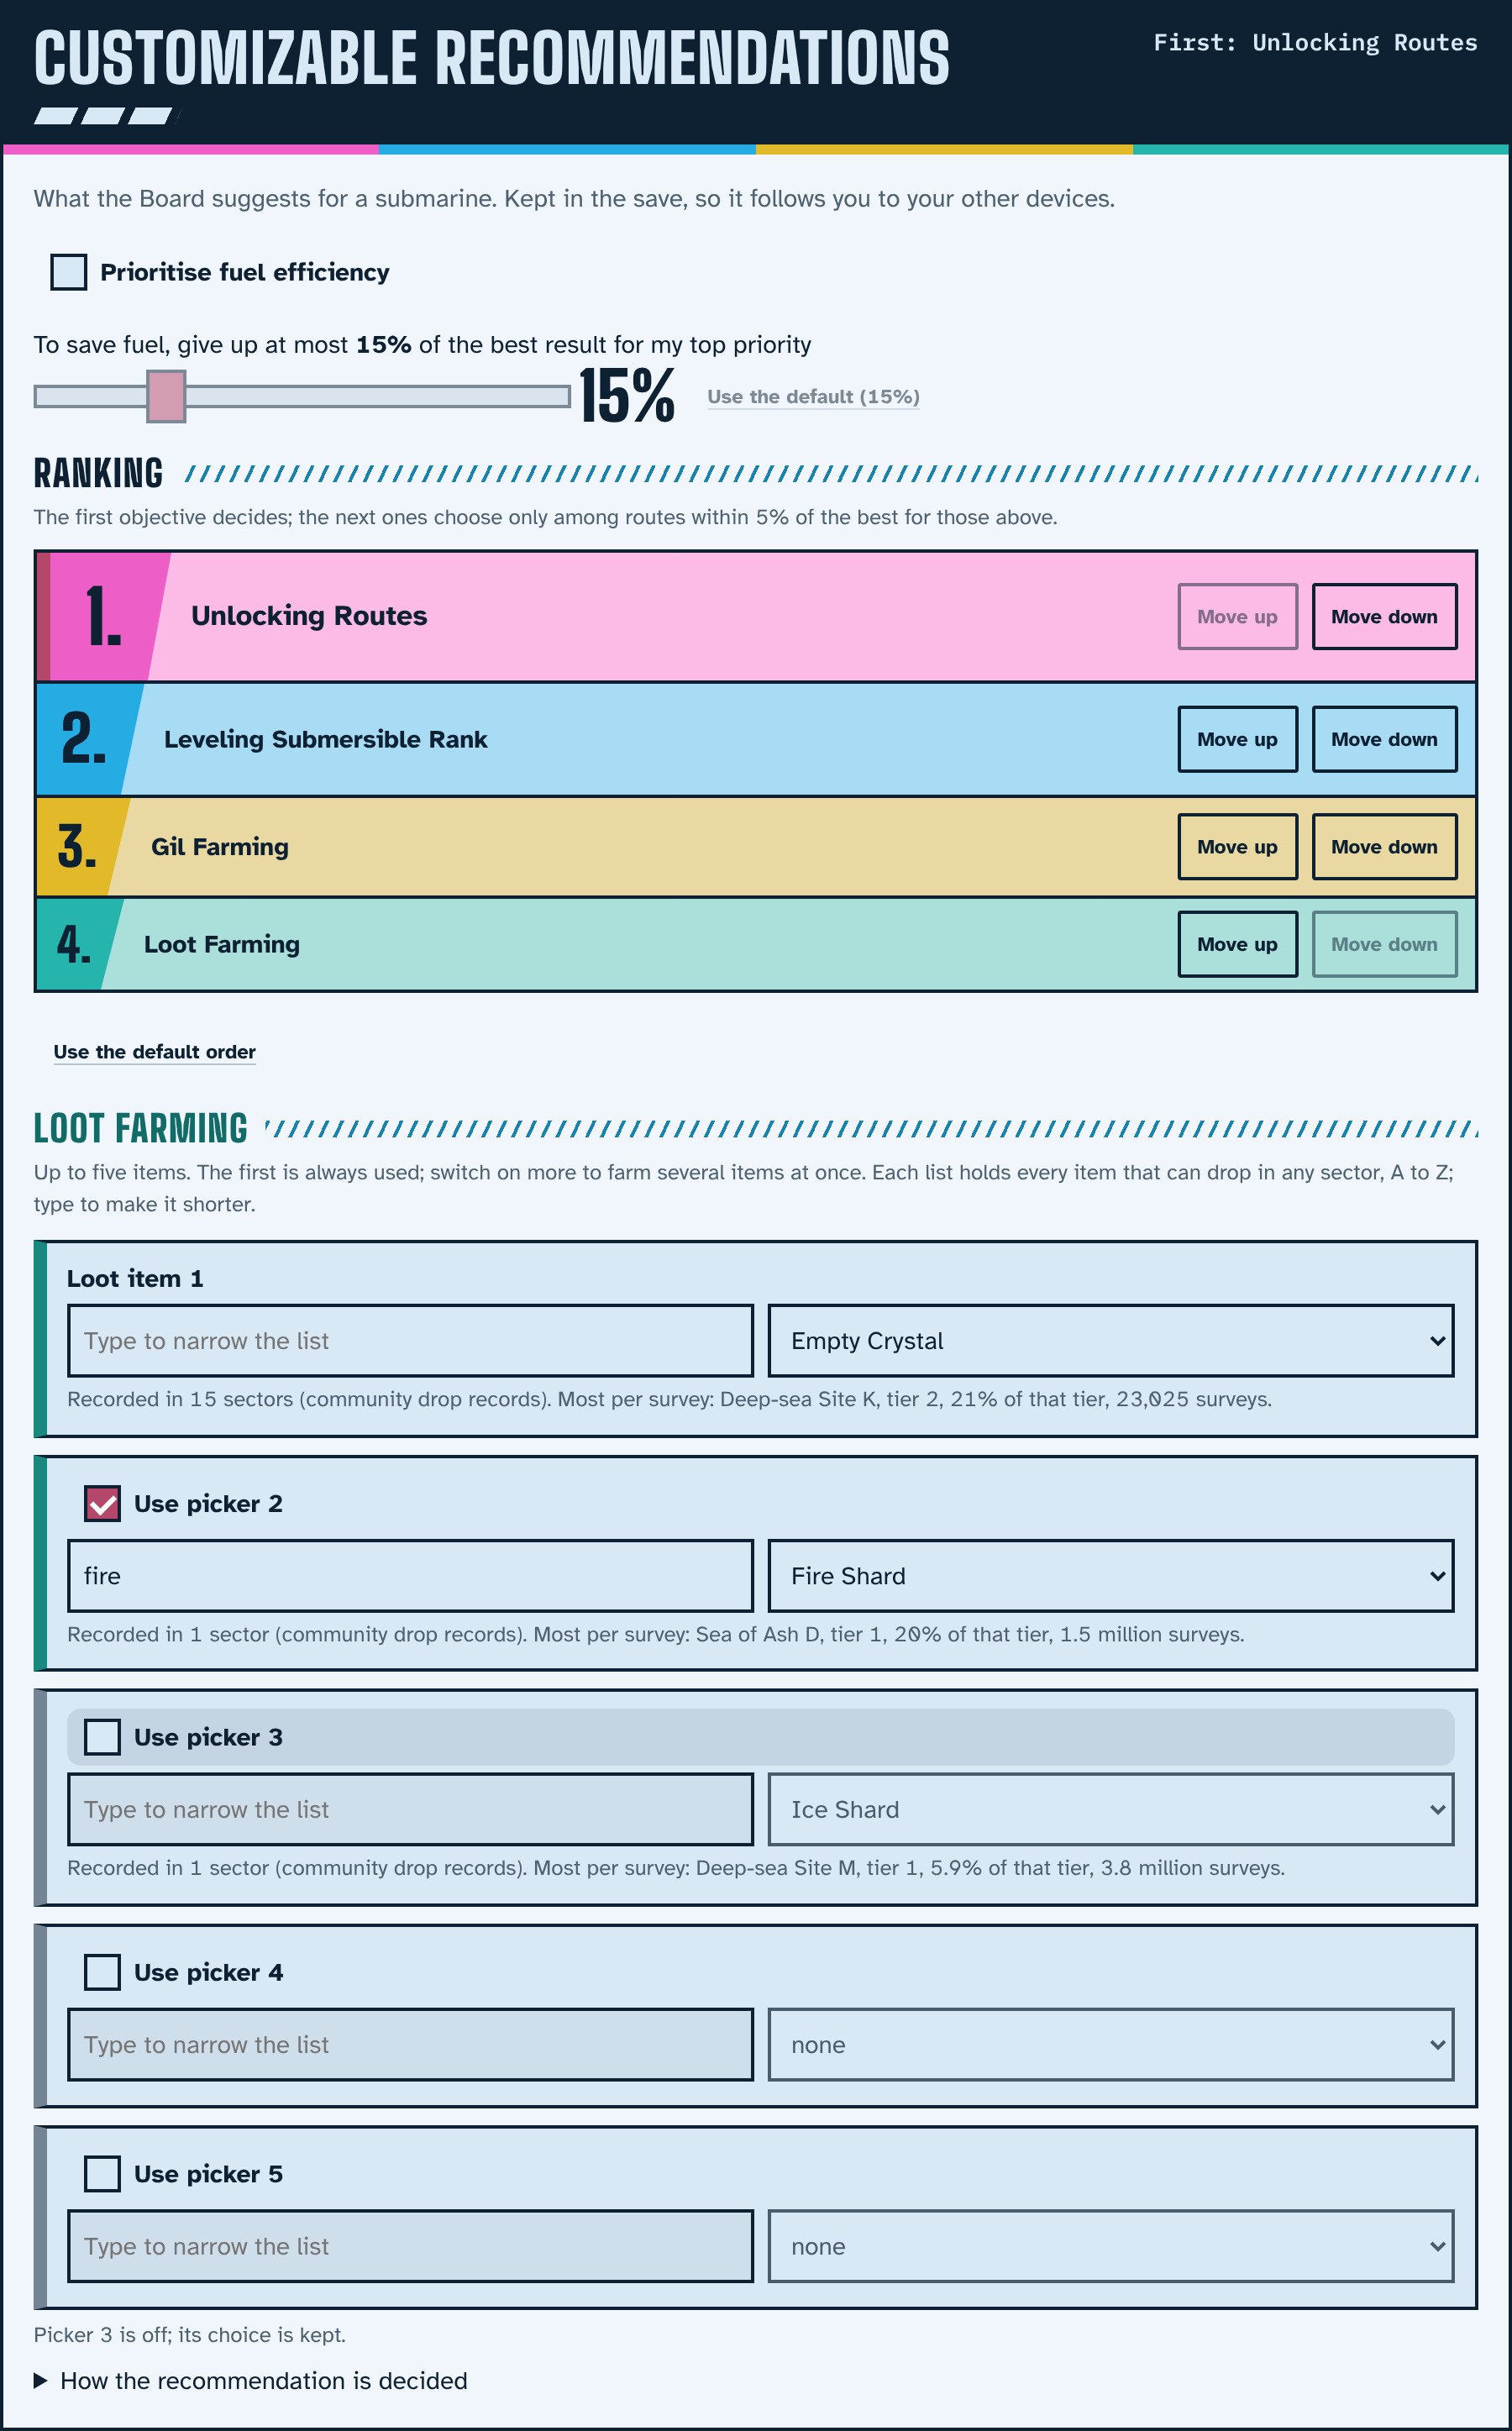 CUSTOMIZABLE RECOMMENDATIONS
First: Unlocking Routes
What the Board suggests for a submarine. Kept in the save, so it follows you to your other devices.
Prioritise fuel efficiency
To save fuel, give up at most 15% of the best result for my top priority
15%
Use the default (15%)
RANKING
The first objective decides; the next ones choose only among routes within 5% of the best for those above.
1.
Unlocking Routes
Move up
Move down
2.
Leveling Submersible Rank
Move up
Move down
3.
Gil Farming
Move up
Move down
4.
Loot Farming
Move up
Move down
Use the default order
LOOT FARMING
Up to five items. The first is always used; switch on more to farm several items at once. Each list holds every item that can drop in any sector, A to Z;
type to make it shorter.
Loot item 1
Type to narrow the list
Empty Crystal
Recorded in 15 sectors (community drop records). Most per survey: Deep-sea Site K, tier 2, 21% of that tier, 23,025 surveys.
Use picker 2
fire
Fire Shard
Recorded in 1 sector (community drop records). Most per survey: Sea of Ash D, tier 1, 20% of that tier, 1.5 million surveys.
Use picker 3
Type to narrow the list
Ice Shard
Recorded in 1 sector (community drop records). Most per survey: Deep-sea Site M, tier 1, 5.9% of that tier, 3.8 million surveys.
Use picker 4
Type to narrow the list
none
Use picker 5
Type to narrow the list
none
Picker 3 is off; its choice is kept.
How the recommendation is decided